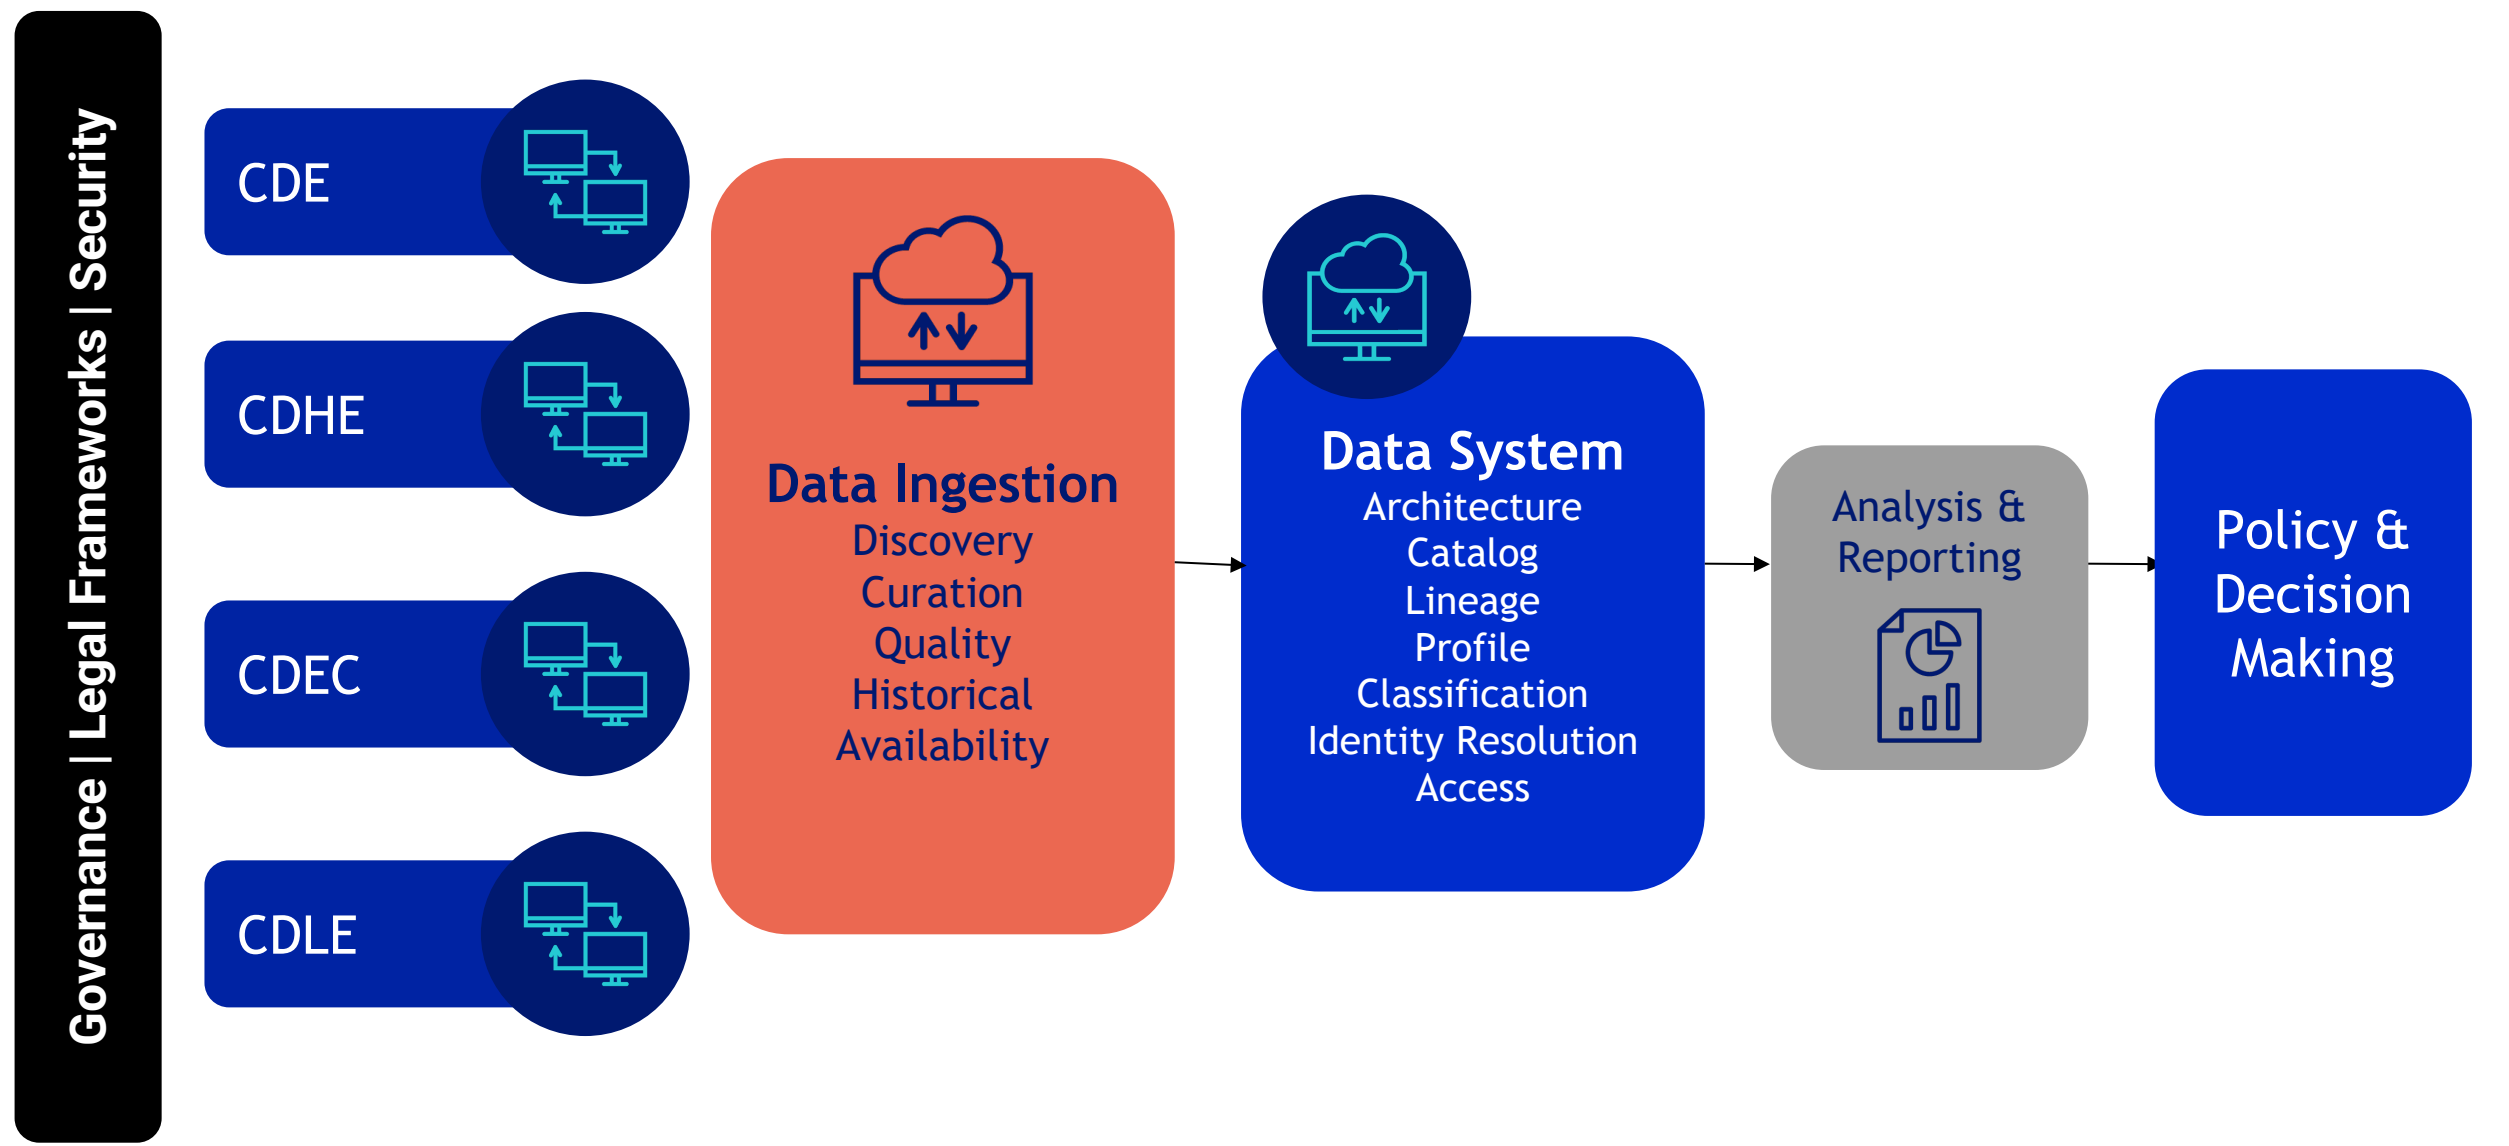 Governance | Legal Frameworks | Security
CDE
CDHE
CDEC
CDLE
Data Ingestion
Discovery
Curation
Quality
Historical
Availability
Data System
Architecture
Catalog
Lineage
Profile
Classification
Identity Resolution
Access
Analysis &
Reporting
Policy &
Decision
Making